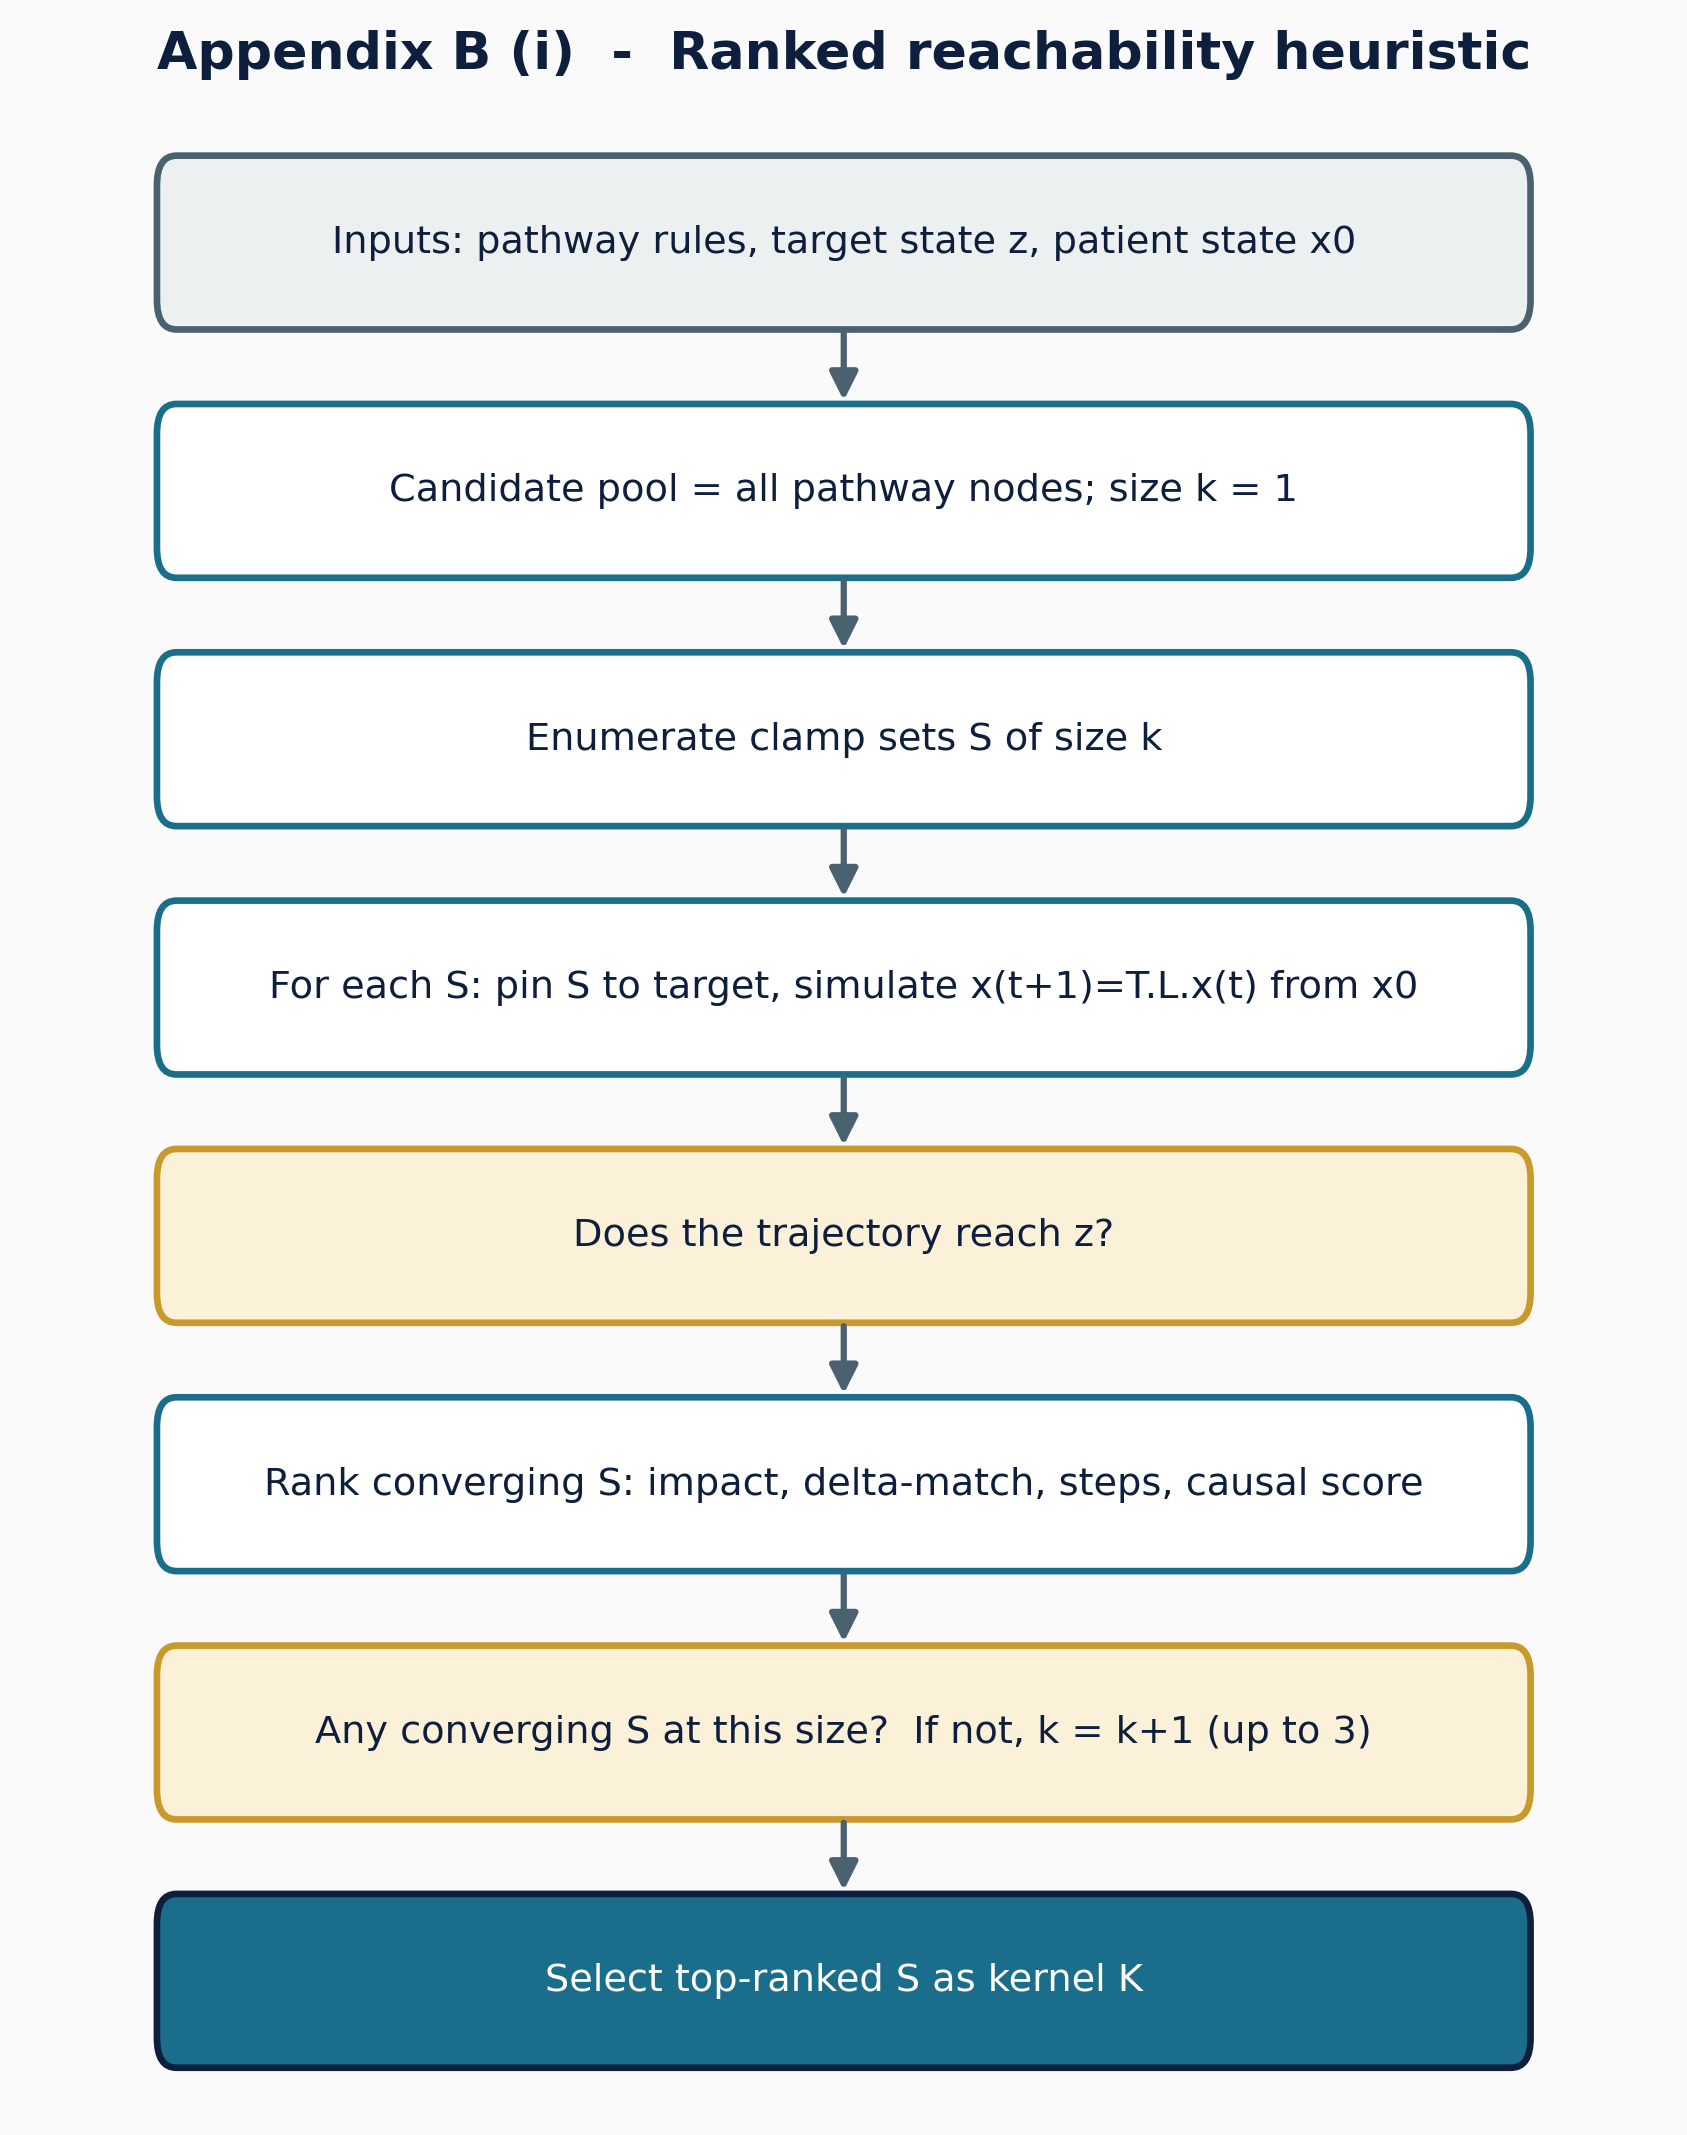 Appendix B (i)  -  Ranked reachability heuristic
Inputs: pathway rules, target state z, patient state x0
Candidate pool = all pathway nodes; size k = 1
Enumerate clamp sets S of size k
For each S: pin S to target, simulate x(t+1)=T.L.x(t) from x0
Does the trajectory reach z?
Rank converging S: impact, delta-match, steps, causal score
Any converging S at this size?  If not, k = k+1 (up to 3)
Select top-ranked S as kernel K